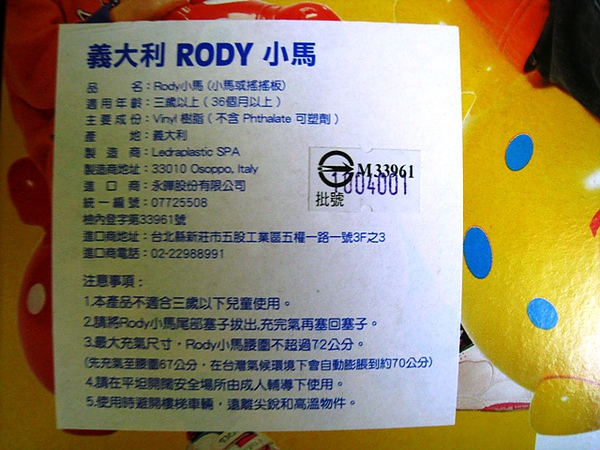 義大利 RODY 小馬
品名：Rody小馬 (小馬或搖搖板)
適用年齡：三歲以上 ( 36個月以上 )
主要成份：Vinyl 樹脂 ( 不含 Phthalate 可塑劑 )
產地：義大利
製造商：Ledraplastic SPA
製造商地址：33010 Osoppo, Italy
進口商：永譁股份有限公司
統一編號：07725508
檢內登字第33961號
進口商地址：台北縣新莊市五股工業區五權一路一號3F之3
進口商電話：02-22988991
M33961
1004001
批號
注意事項：
1.本產品不適合三歲以下兒童使用。
2.請將Rody小馬尾部塞子拔出,充完氣再塞回塞子。
3.最大充氣尺寸，Rody小馬腰圍不超過72公分。
(先充氣至腰圍67公分，在台灣氣候環境下會自動膨脹到約70公分)
4.請在平坦開闊安全場所由成人輔導下使用。
5.使用時避開樓梯車輛，遠離尖銳和高溫物件。